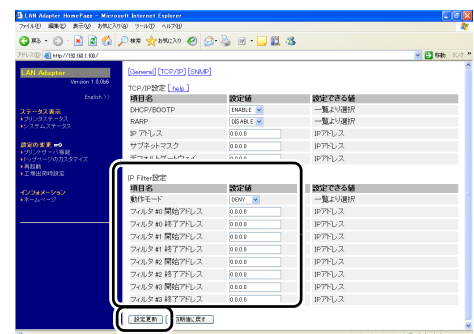 LAN Adapter HomePage - Microsoft Internet Explorer
ファイル(F) 編集(E) 表示(V) お気に入り(A) ツール(T) ヘルプ(H)
戻る 検索 お気に入り
アドレス(D) http://192.168.1.100/ 移動 リンク
LAN Adapter
Version 1.0.0b6
English >>
ステータス表示
プリンタステータス
システムステータス
設定の変更
プリントサーバ機能
トップページのカスタマイズ
再起動
工場出荷時設定
インフォメーション
ホームページ
[General] [TCP/IP] [SNMP]
TCP/IP設定 [help]
項目名 設定値 設定できる値
DHCP/BOOTP ENABLE 一覧より選択
RARP DISABLE 一覧より選択
IP アドレス 0.0.0.0 IPアドレス
サブネットマスク 0.0.0.0 IPアドレス
デフォルトゲートウェイ 0.0.0.0 IPアドレス
IP Filter設定
項目名 設定値 設定できる値
動作モード DENY 一覧より選択
フィルタ #0 開始アドレス 0.0.0.0 IPアドレス
フィルタ #0 終了アドレス 0.0.0.0 IPアドレス
フィルタ #1 開始アドレス 0.0.0.0 IPアドレス
フィルタ #1 終了アドレス 0.0.0.0 IPアドレス
フィルタ #2 開始アドレス 0.0.0.0 IPアドレス
フィルタ #2 終了アドレス 0.0.0.0 IPアドレス
フィルタ #3 開始アドレス 0.0.0.0 IPアドレス
フィルタ #3 終了アドレス 0.0.0.0 IPアドレス
設定更新 初期値に戻す